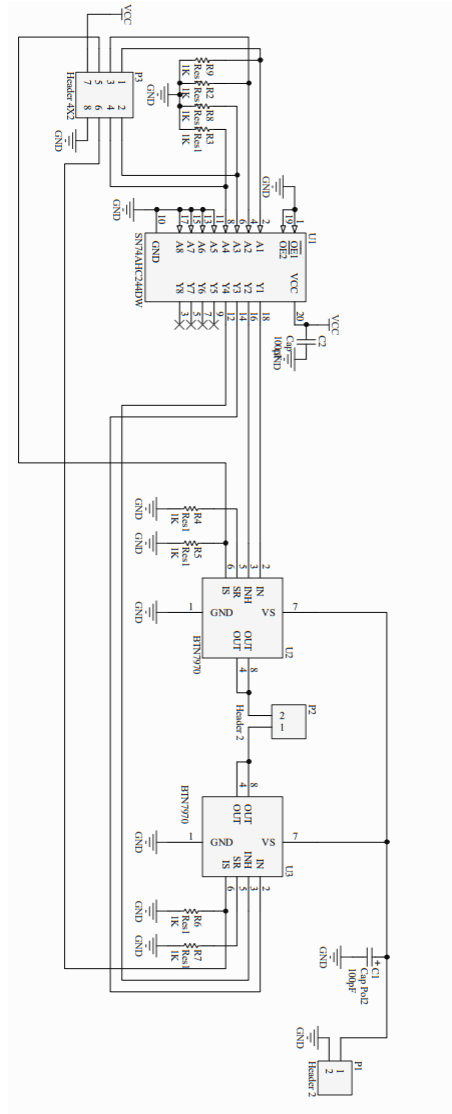 VCC
P3
1
3
5
7
2
4
6
8
Header 4X2
GND
R9
Res1
1K
R2
Res1
1K
R8
Res1
1K
R3
Res1
1K
GND
GND
GND
U1
1
19
2
4
6
8
11
13
15
17
10
OE1
OE2
A1
A2
A3
A4
A5
A6
A7
A8
GND
VCC
Y1
Y2
Y3
Y4
Y5
Y6
Y7
Y8
SN74AHC244DW
20
18
16
14
12
9
7
5
3
VCC
C2
Cap
100pF
GND
R4
Res1
1K
GND
R5
Res1
1K
GND
2
3
5
6
IN
INH
SR
IS
VS
7
GND
1
GND
OUT
OUT
8
4
U2
BTN7970
P2
2
1
Header 2
BTN7970
8
4
OUT
OUT
VS
7
GND
1
GND
IN
INH
SR
IS
U3
2
3
5
6
R6
Res1
1K
GND
R7
Res1
1K
GND
C1
Cap Pol2
100pF
GND
P1
1
2
Header 2
GND